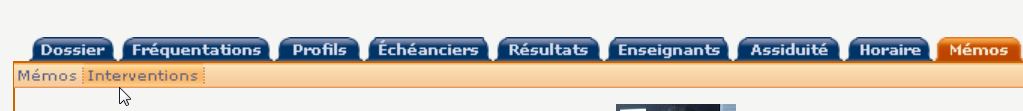 Dossier Fréquentations Profils Échéanciers Résultats Enseignants Assiduité Horaire Mémos
Mémos Interventions